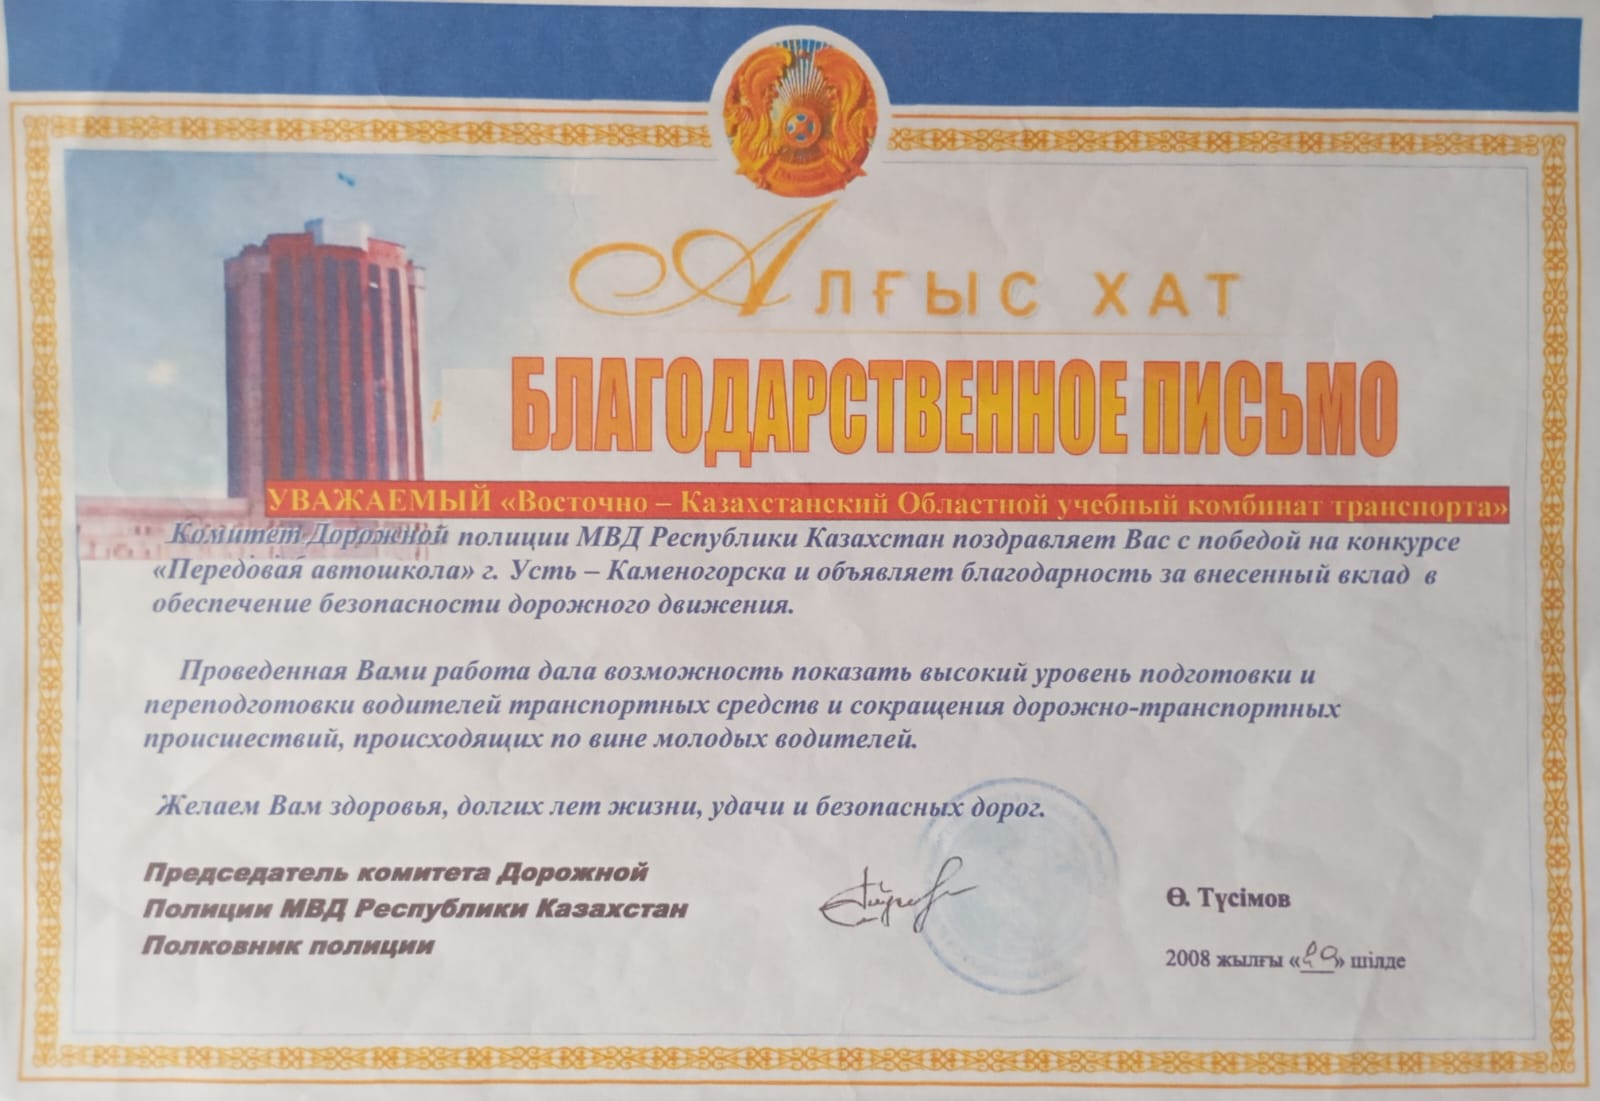 Алғыс хат
БЛАГОДАРСТВЕННОЕ ПИСЬМО
УВАЖАЕМЫЙ «Восточно – Казахстанский Областной учебный комбинат транспорта»
Комитет Дорожной полиции МВД Республики Казахстан поздравляет Вас с победой на конкурсе
«Передовая автошкола» г. Усть – Каменогорска и объявляет благодарность за внесенный вклад в
обеспечение безопасности дорожного движения.
Проведенная Вами работа дала возможность показать высокий уровень подготовки и
переподготовки водителей транспортных средств и сокращения дорожно-транспортных
происшествий, происходящих по вине молодых водителей.
Желаем Вам здоровья, долгих лет жизни, удачи и безопасных дорог.
Председатель комитета Дорожной
Полиции МВД Республики Казахстан
Полковник полиции
Ө. Түсімов
2008 жылғы «» шілде